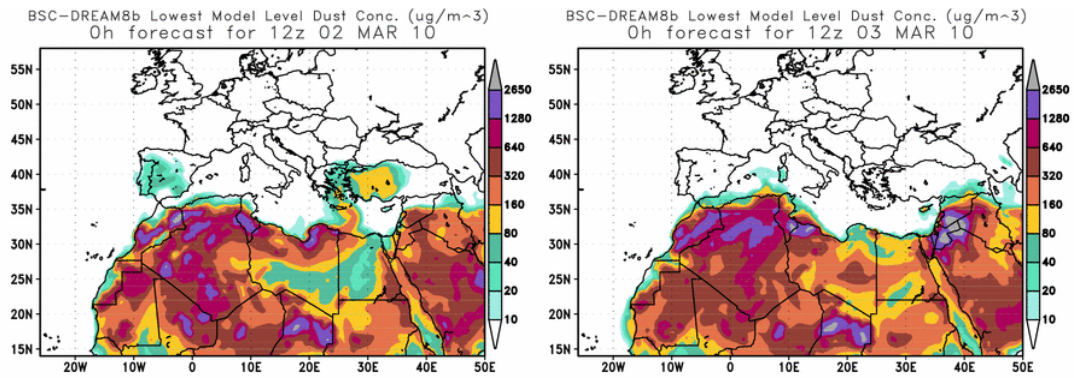 BSC-DREAM8b Lowest Model Level Dust Conc. (ug/m^3)
0h forecast for 12z 02 MAR 10
55N
50N
45N
40N
35N
30N
25N
20N
15N
20W
10W
0
10E
20E
30E
40E
50E
2650
1280
640
320
160
80
40
20
10
BSC-DREAM8b Lowest Model Level Dust Conc. (ug/m^3)
0h forecast for 12z 03 MAR 10
55N
50N
45N
40N
35N
30N
25N
20N
15N
20W
10W
0
10E
20E
30E
40E
50E
2650
1280
640
320
160
80
40
20
10